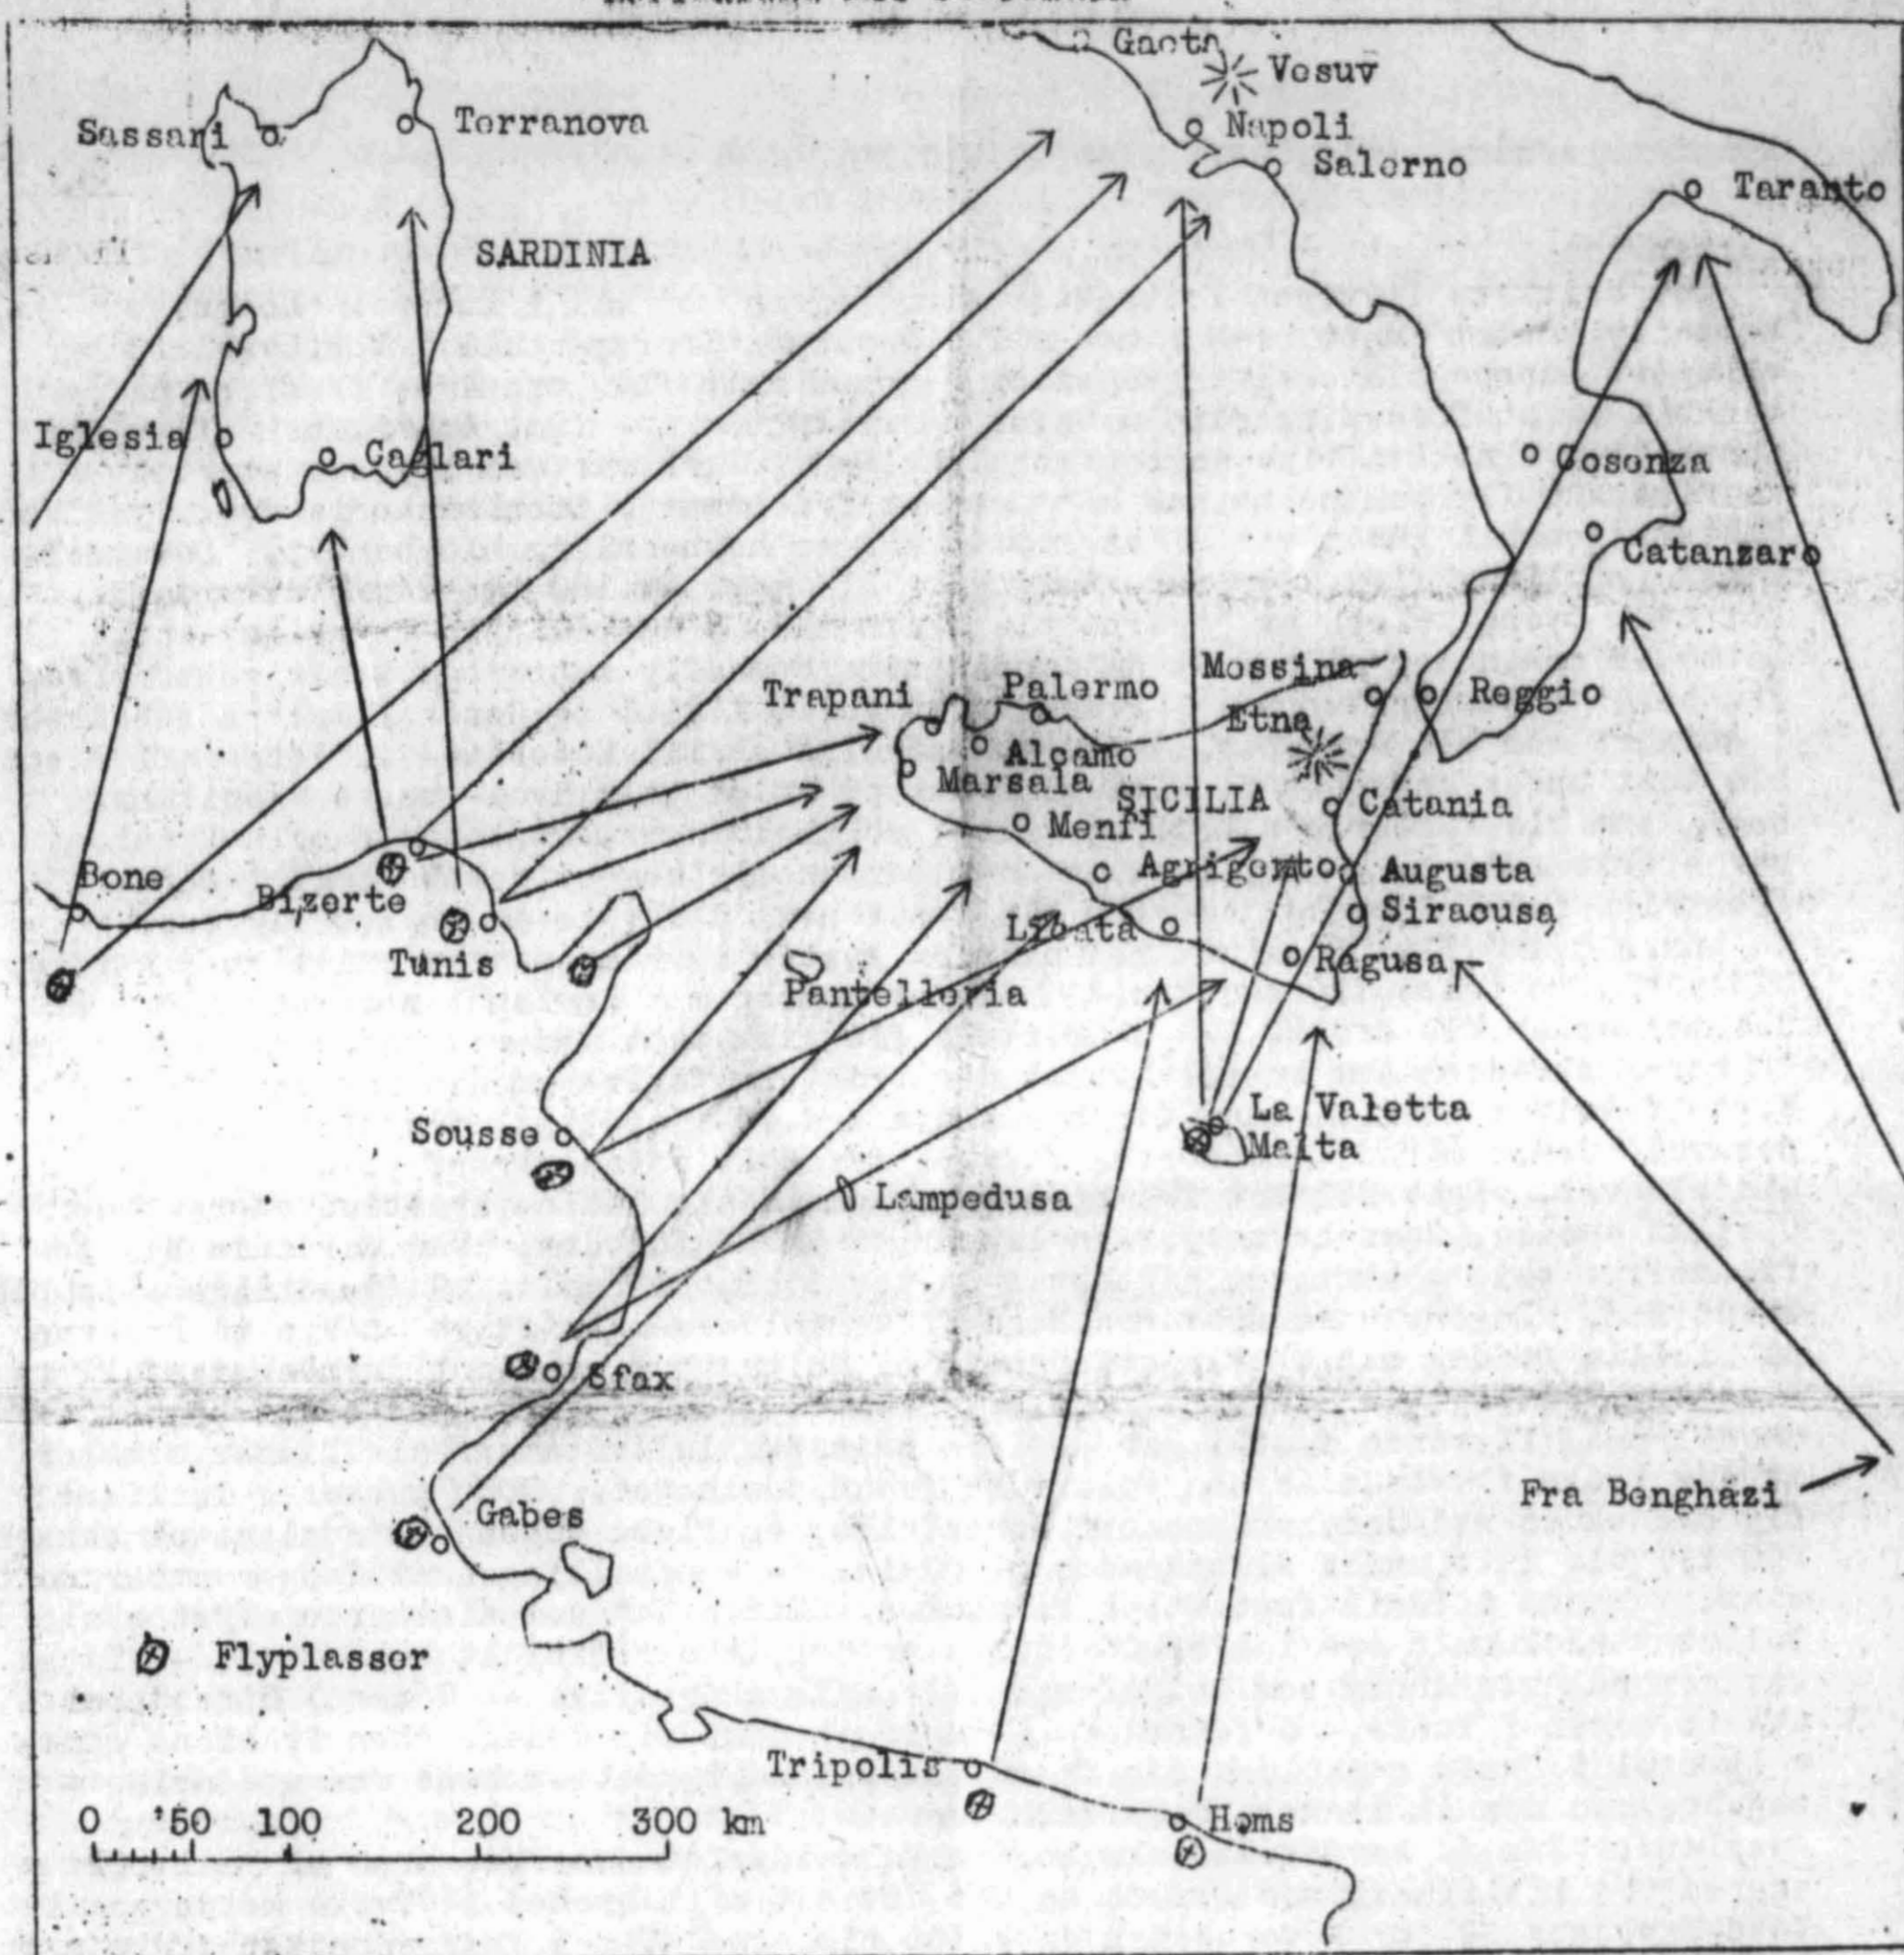 Gaeta
Vesuv
Sassari
Terranova
Napoli
Salerno
Taranto
SARDINIA
Iglesia
Caglari
Cosenza
Catanzaro
Messina
Trapani
Palermo
Reggio
Etna
Alcamo
Marsala
SICILIA
Catania
Menfi
Bone
Agrigento
Augusta
Bizerte
Siracusa
Licata
Tunis
Ragusa
Pantelleria
La Valetta
Sousse
Malta
Lampedusa
Sfax
Fra Benghazi
Gabes
Flyplasser
Tripolis
Homs
0 50 100 200 300 km